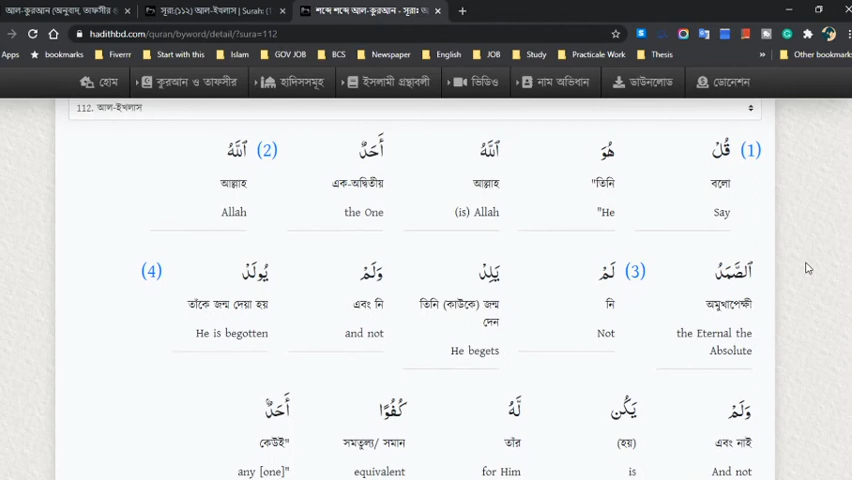 আল-কুরআন (অনুবাদ, তাফসীর ও
সূরা:(১১২) আল-ইখলাস | Surah: (1
শব্দে শব্দে আল-কুরআন - সূরাঃ
hadithbd.com/quran/byword/detail/?sura=112
Apps bookmarks Fiverrr Start with this Islam GOV JOB BCS Newspaper English JOB Study Practicale Work Thesis » Other bookmarks
হোম কুরআন ও তাফসীর হাদিসসমূহ ইসলামী গ্রন্থাবলী ভিডিও নাম অভিধান ডাউনলোড ডোনেশন
112. আল-ইখলাস
(1) قُلْ هُوَ ٱللَّهُ أَحَدٌ (2) ٱللَّهُ
বলো "তিনি আল্লাহ এক-অদ্বিতীয় আল্লাহ
Say "He (is) Allah the One Allah
ٱلصَّمَدُ (3) لَمْ يَلِدْ وَلَمْ يُولَدْ (4)
অমুখাপেক্ষী নি তিনি (কাউকে) জন্ম দেন এবং নি তাঁকে জন্ম দেয়া হয়
the Eternal the Absolute Not He begets and not He is begotten
وَلَمْ يَكُن لَّهُۥ كُفُوًا أَحَدٌۢ
এবং নাই (হয়) তাঁর সমতুল্য/ সমান কেউই"
And not is for Him equivalent any [one]"